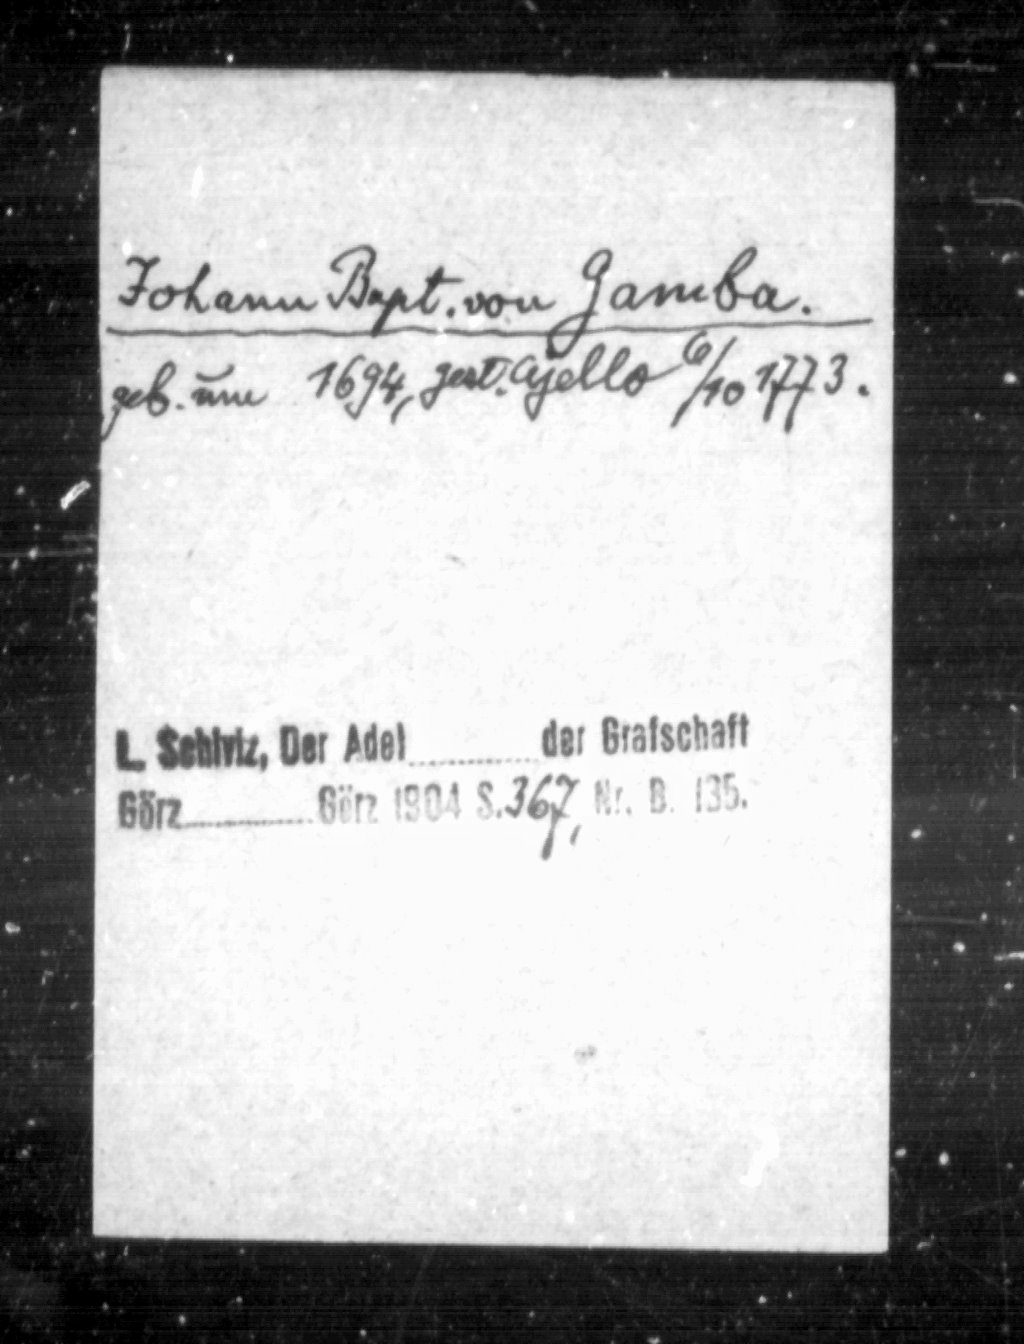 Johann Bapt. von Gamba.
geb. um 1694, gest. Ajello 6/10 1773.
L. Schiviz, Der Adel ............ der Grafschaft
Görz ............ Görz 1904 S. 367, Nr. B. 135.